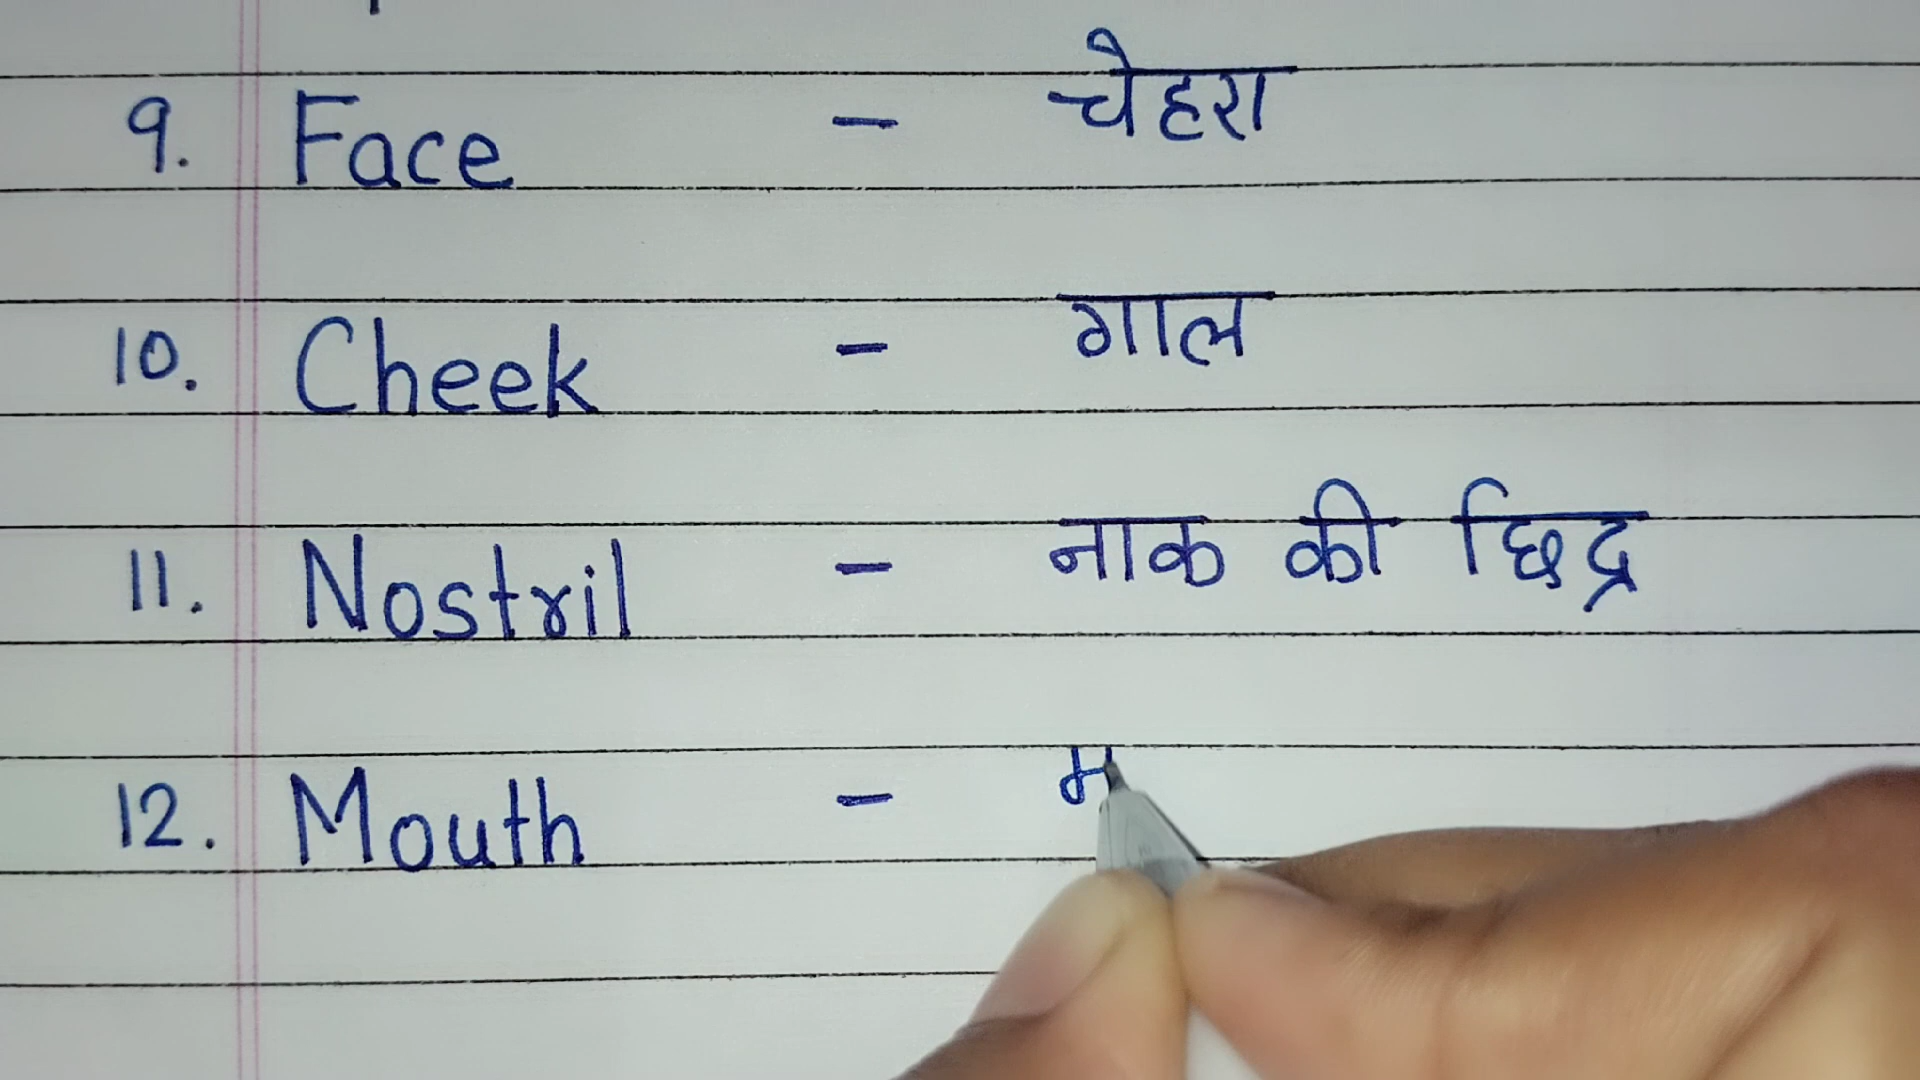 9. Face - चेहरा
10. Cheek - गाल
11. Nostril - नाक की छिद्र
12. Mouth - म